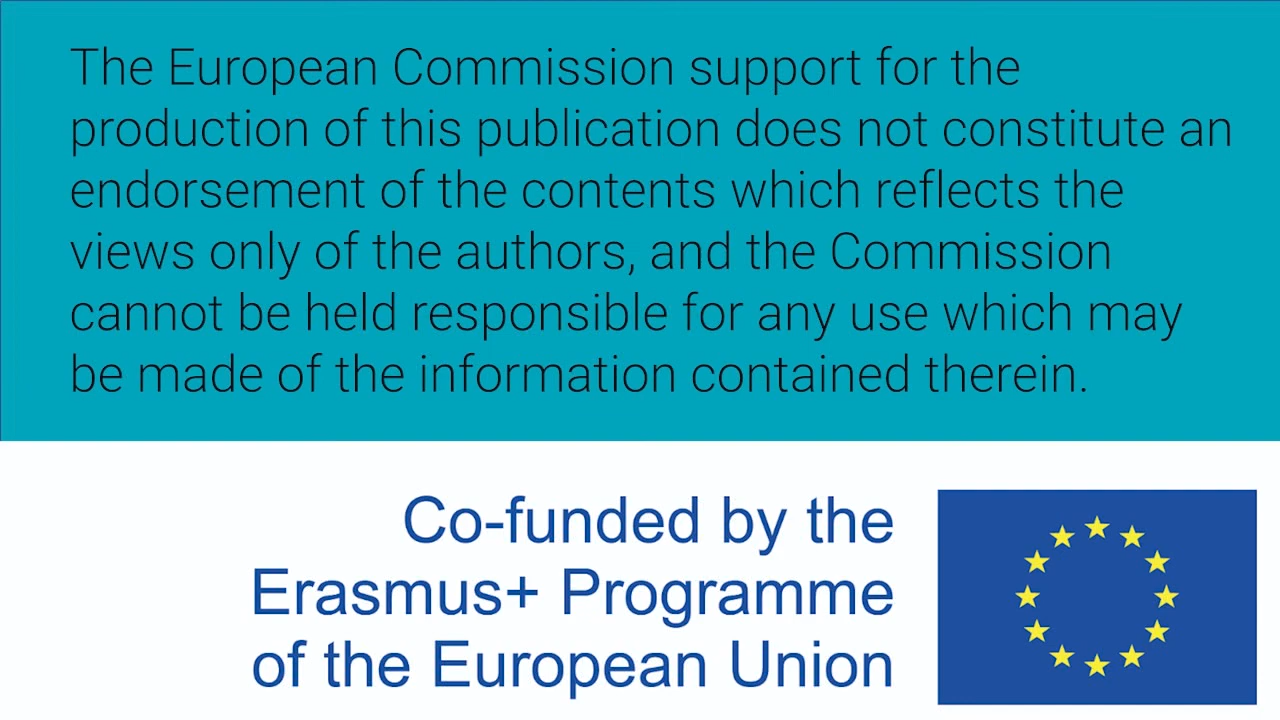 The European Commission support for the
production of this publication does not constitute an
endorsement of the contents which reflects the
views only of the authors, and the Commission
cannot be held responsible for any use which may
be made of the information contained therein.
Co-funded by the
Erasmus+ Programme
of the European Union